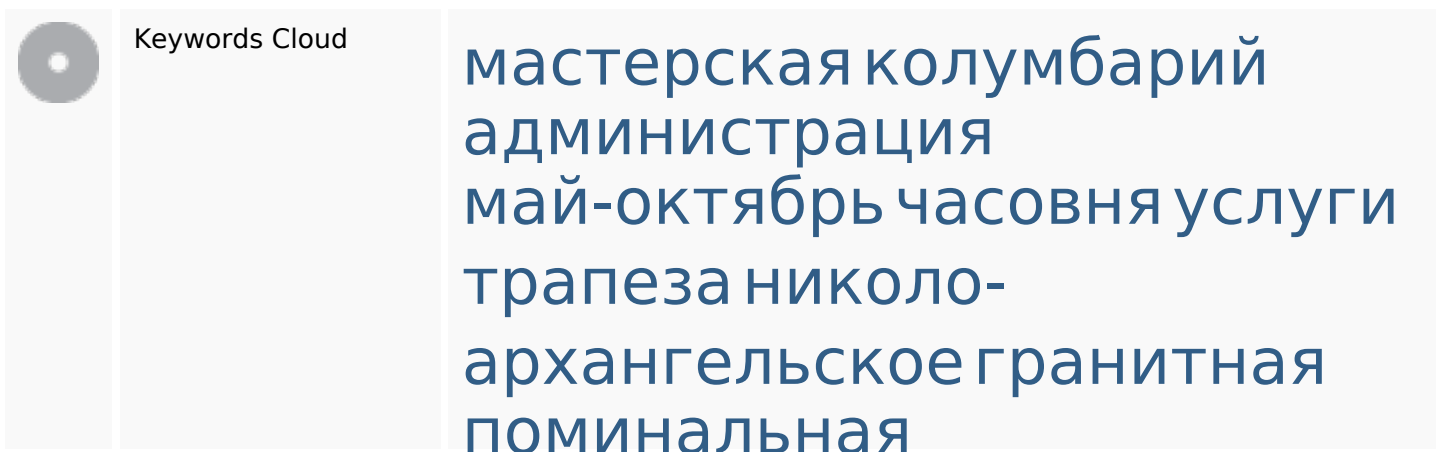 Keywords Cloud
мастерская колумбарий
администрация
май-октябрь часовня услуги
трапеза николо-
архангельское гранитная
поминальная